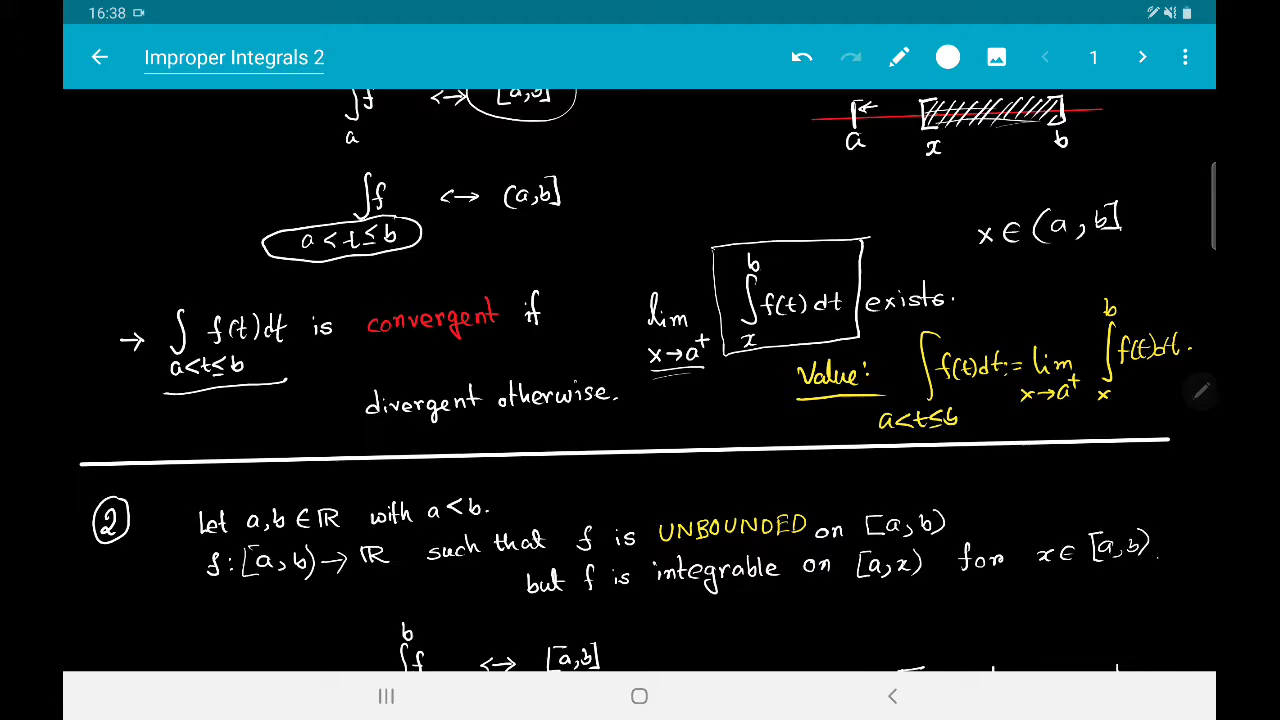 16:38
Improper Integrals 2
1
∫f ↔ [a,b]
a
a x b
∫f ↔ (a,b]
a<t≤b
x ∈ (a, b]
→ ∫ f(t)dt is convergent if lim ∫ f(t) dt exists.
a<t≤b x→a⁺ x b
divergent otherwise.
Value: ∫ f(t)dt := lim ∫ f(t)dt.
a<t≤b x→a⁺ x b
② Let a,b ∈ ℝ with a<b.
f: [a,b) → ℝ such that f is UNBOUNDED on [a,b)
but f is integrable on [a,x) for x ∈ [a,b).
b
∫f ↔ [a,b]